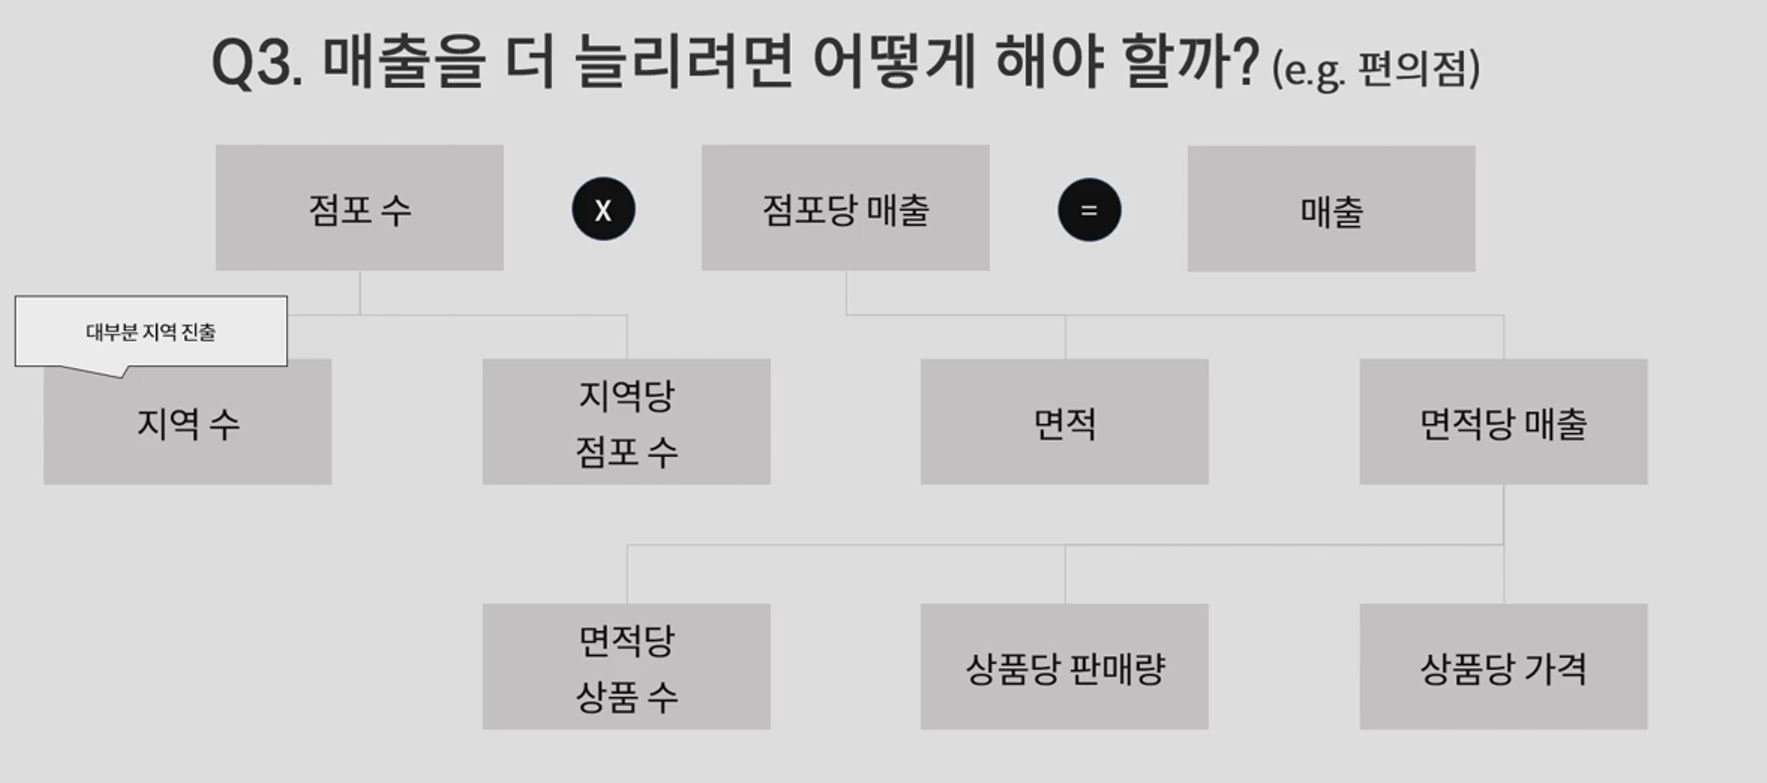 Q3. 매출을 더 늘리려면 어떻게 해야 할까? (e.g. 편의점)
점포 수
X
점포당 매출
=
매출
대부분 지역 진출
지역 수
지역당
점포 수
면적
면적당 매출
면적당
상품 수
상품당 판매량
상품당 가격